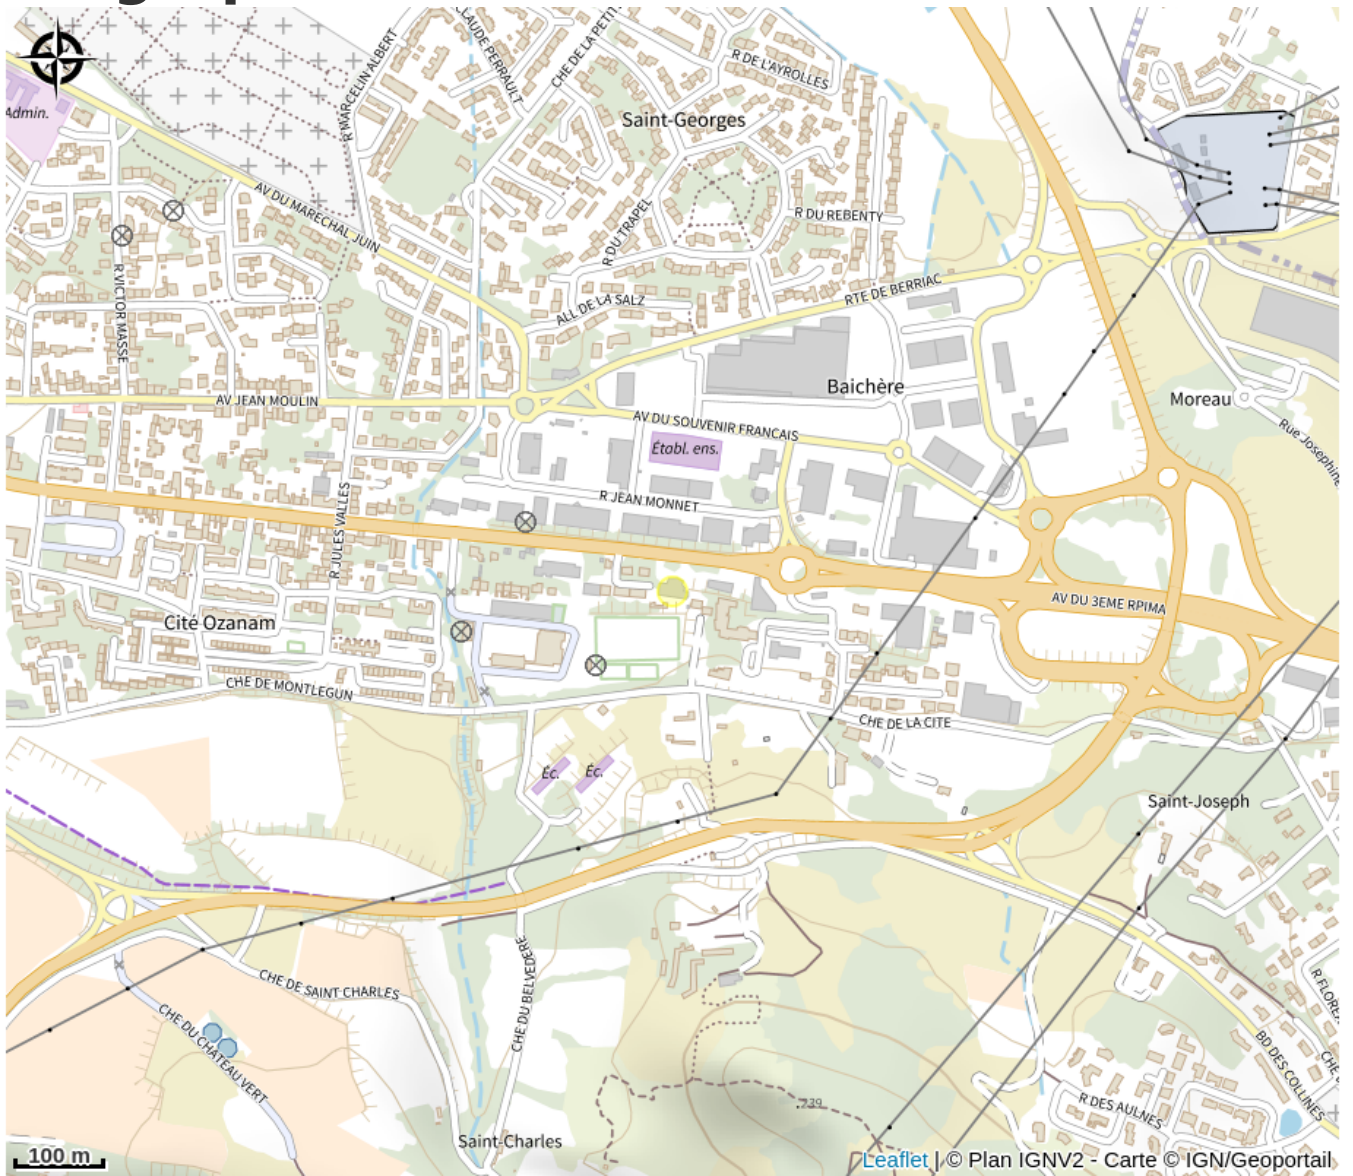 CLAUDE PERRAULT
CHE DE LA PETIT
R MARCELIN ALBERT
R DE L'AYROLLES
Admin.
Saint-Georges
AV DU MARECHAL JUIN
R DU TRAPEL
R DU REBENTY
R VICTOR MASSE
ALL DE LA SALZ
RTE DE BERRIAC
Baichère
Moreau
AV JEAN MOULIN
AV DU SOUVENIR FRANCAIS
Rue Josephine
Établ. ens.
R JEAN MONNET
R JULES VALLES
AV DU 3EME RPIMA
Cité Ozanam
CHE DE MONTLEGUN
CHE DE LA CITE
Éc.
Éc.
Saint-Joseph
CHE DE SAINT CHARLES
CHE DU BELVEDERE
CHE DU CHATEAU VERT
R FLORE
BD DES COLLINES
239
R DES AULNES
Saint-Charles
100 m
Leaflet | © Plan IGNV2 - Carte © IGN/Geoportail